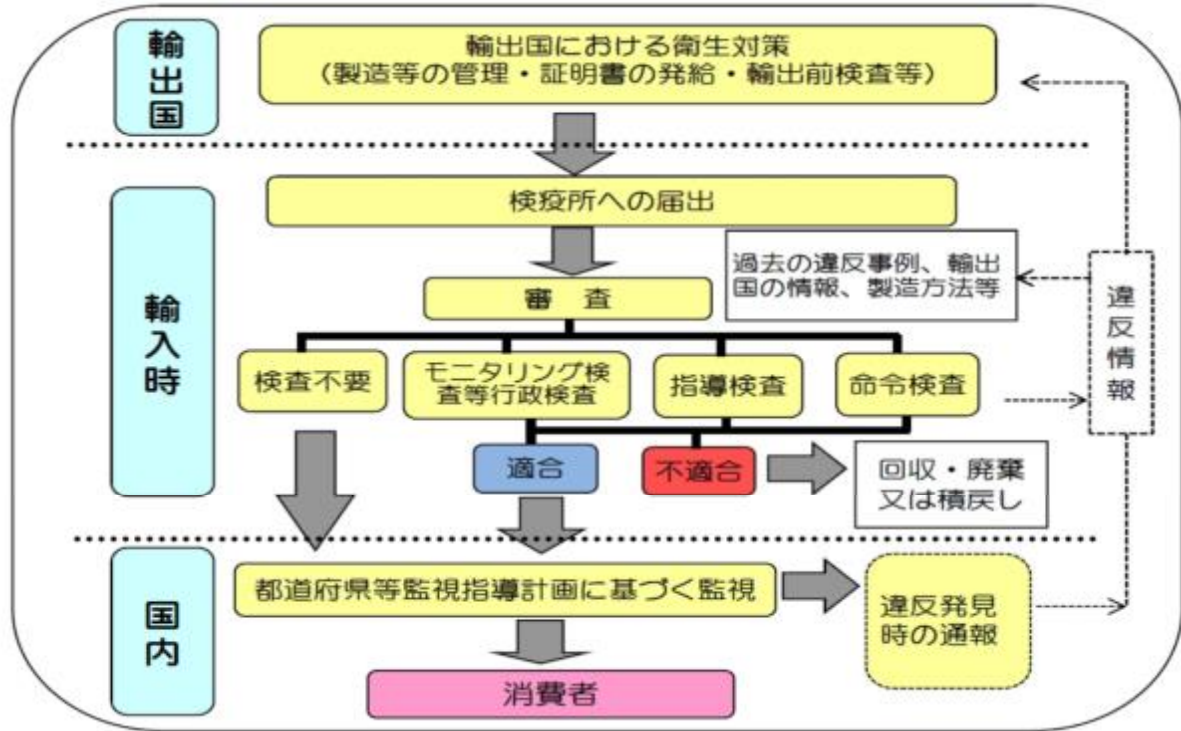 輸出国
輸出国における衛生対策
(製造等の管理・証明書の発給・輸出前検査等)
輸入時
検疫所への届出
審 査
過去の違反事例、輸出
国の情報、製造方法等
違反情報
検査不要
モニタリング検
査等行政検査
指導検査
命令検査
適合
不適合
回収・廃棄
又は積戻し
国内
都道府県等監視指導計画に基づく監視
違反発見
時の通報
消費者